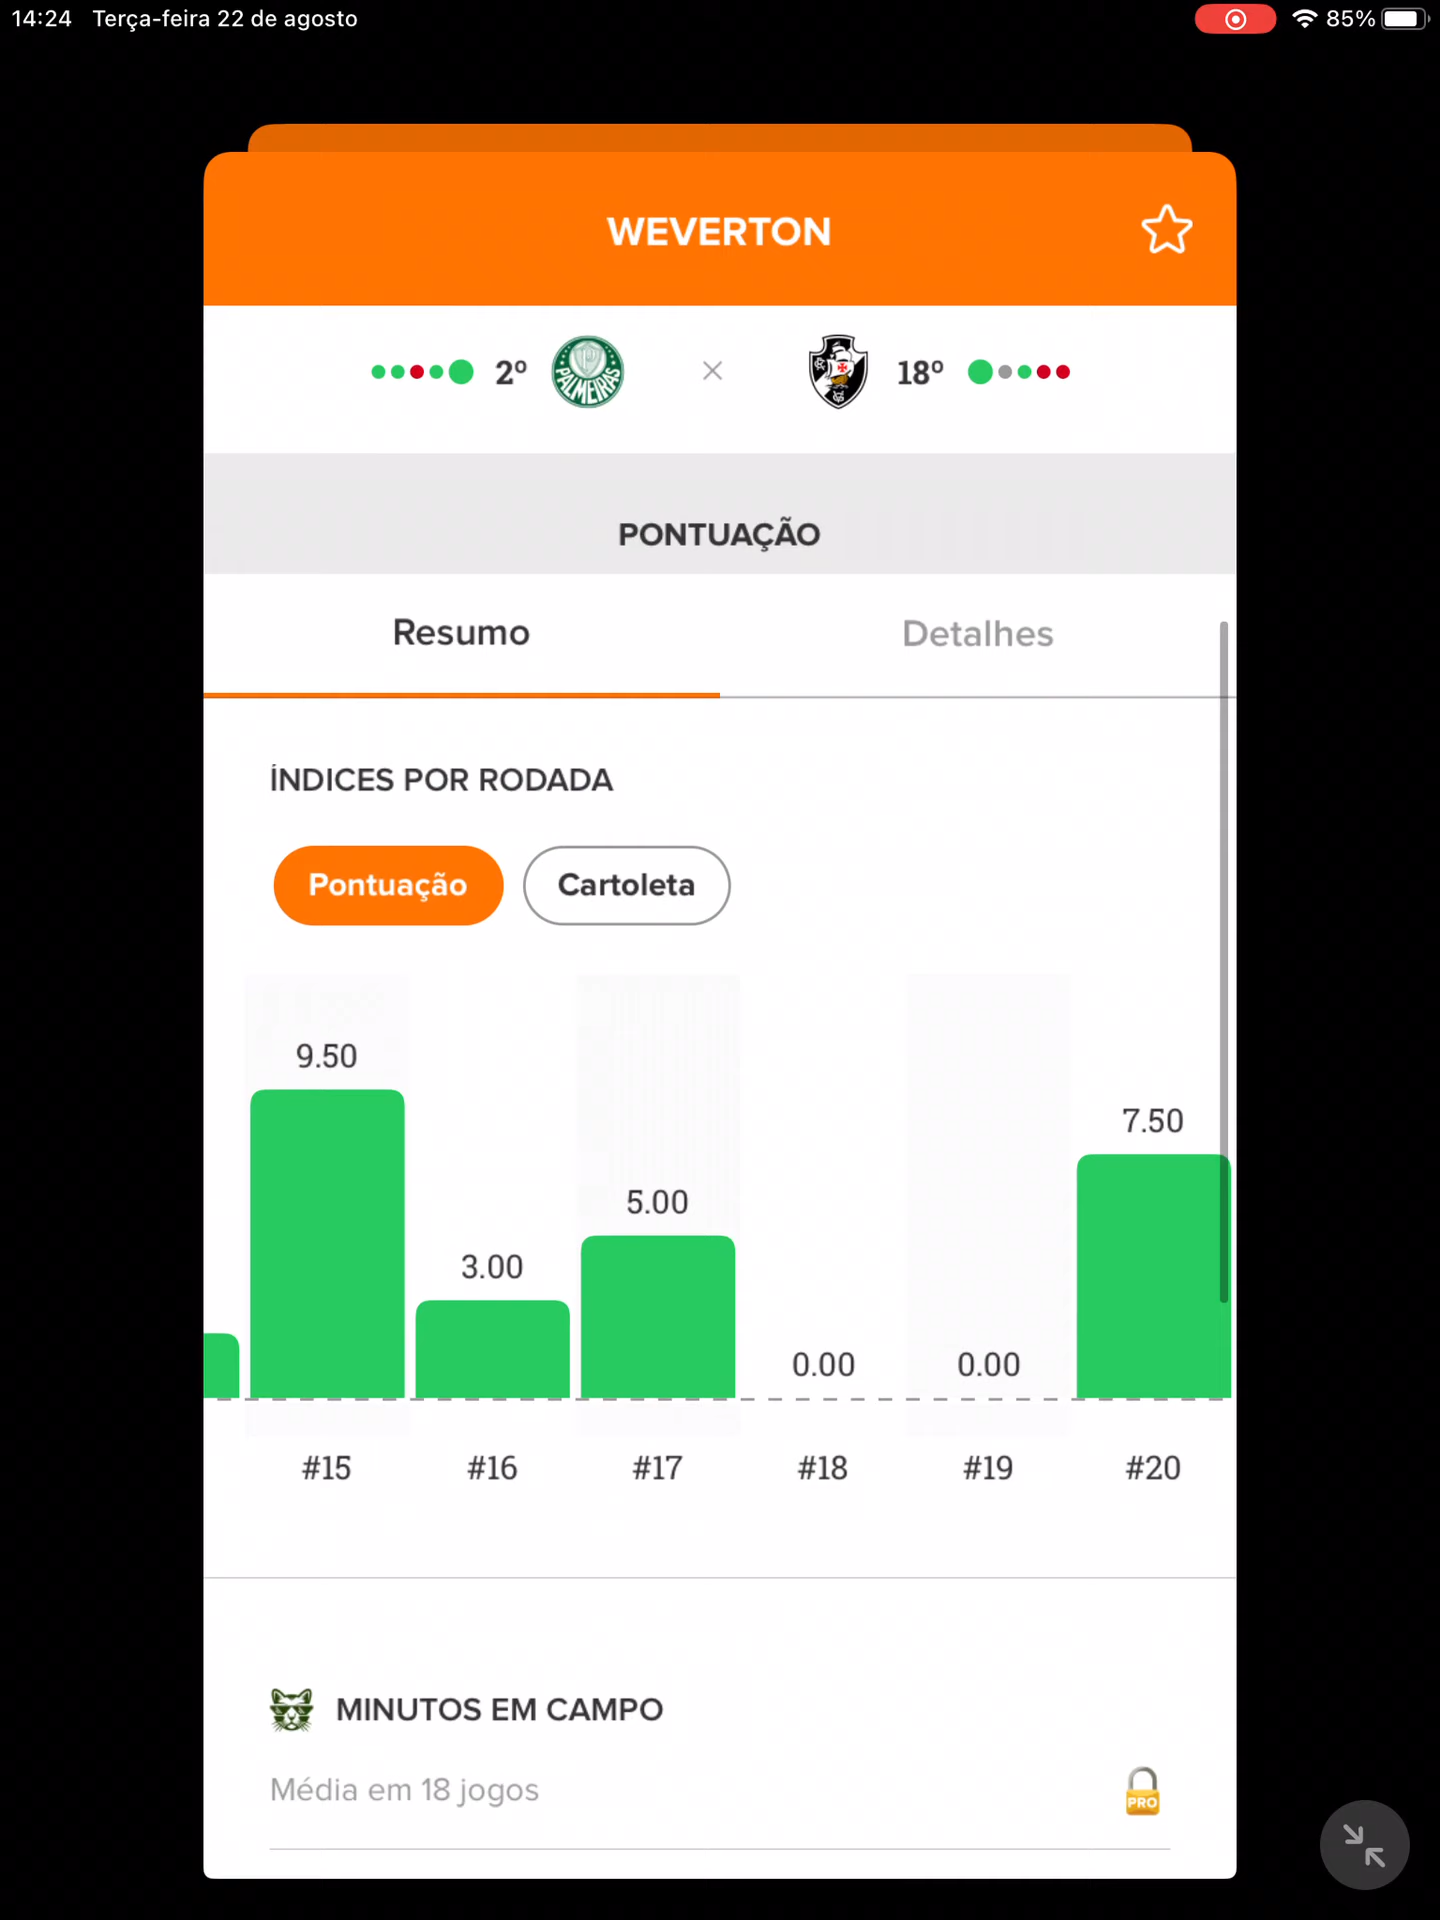 14:24 Terça-feira 22 de agosto 85%
WEVERTON
2º PALMEIRAS × 18º
PONTUAÇÃO
Resumo Detalhes
ÍNDICES POR RODADA
Pontuação Cartoleta
9.50
7.50
5.00
3.00
0.00 0.00
#15 #16 #17 #18 #19 #20
MINUTOS EM CAMPO
Média em 18 jogos PRO